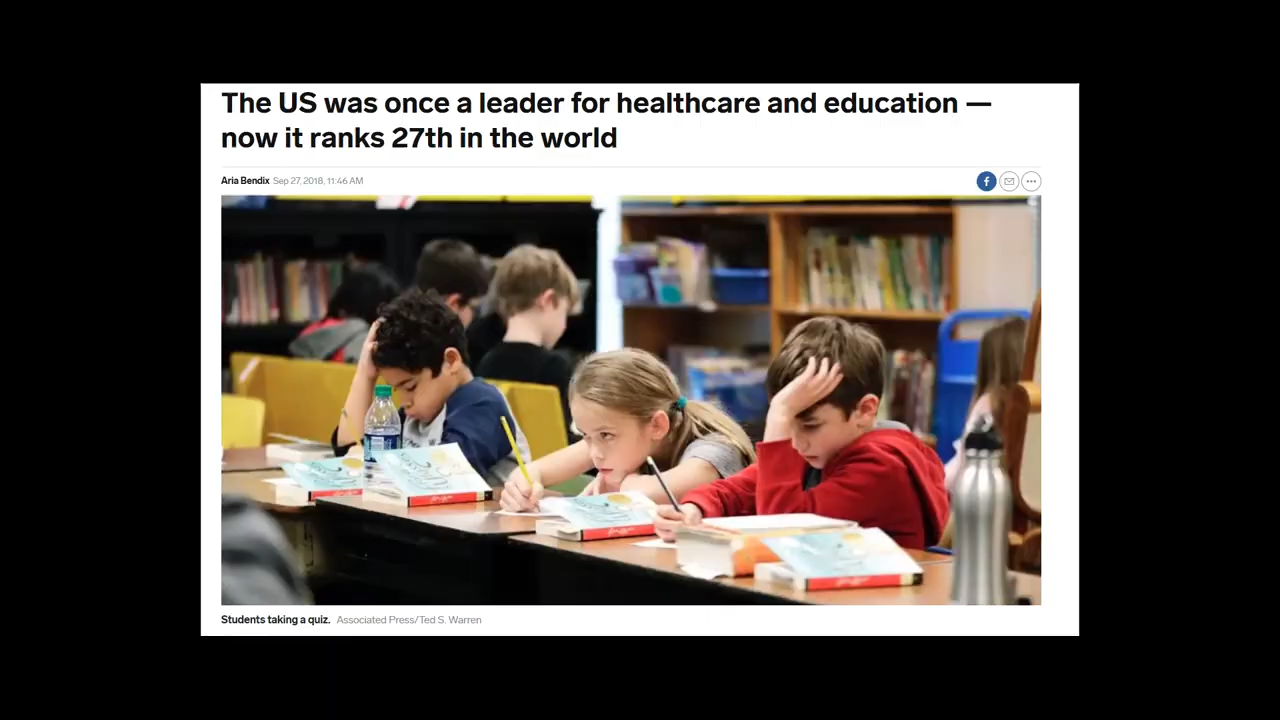 The US was once a leader for healthcare and education —
now it ranks 27th in the world
Aria Bendix Sep 27, 2018, 11:46 AM
Students taking a quiz. Associated Press/Ted S. Warren